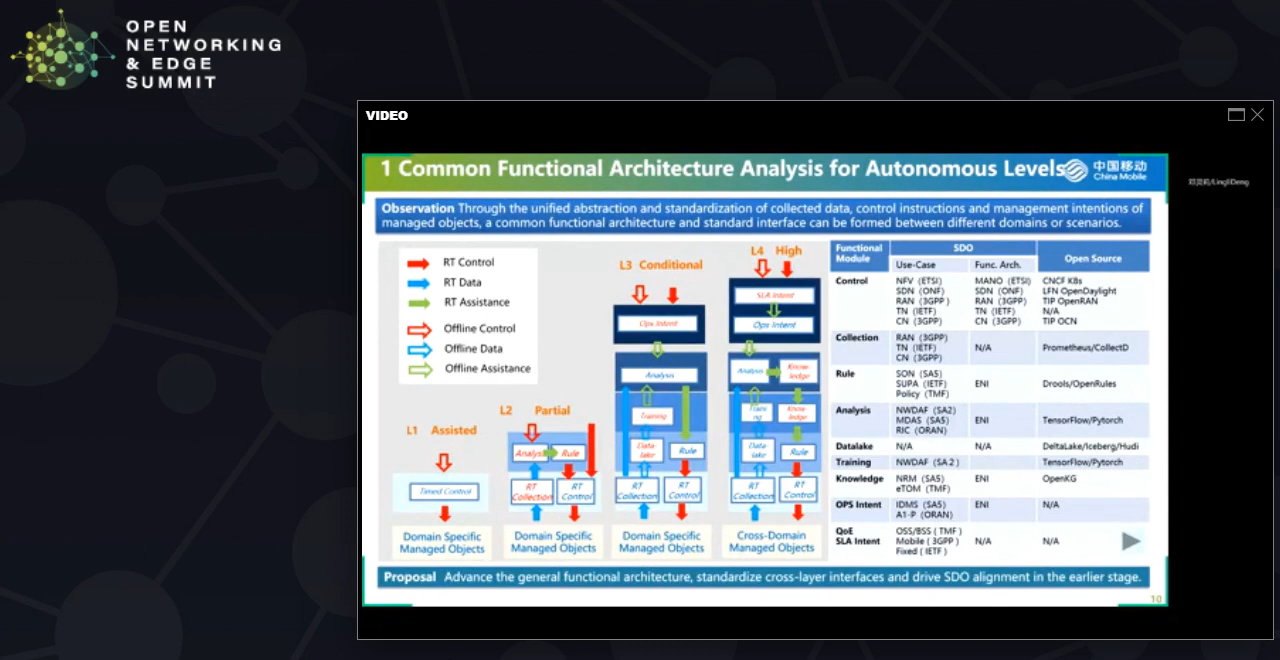 OPEN
NETWORKING
& EDGE
SUMMIT
VIDEO
1 Common Functional Architecture Analysis for Autonomous Levels
中国移动
China Mobile
/LingliDeng
Observation Through the unified abstraction and standardization of collected data, control instructions and management intentions of
managed objects, a common functional architecture and standard interface can be formed between different domains or scenarios.
RT Control
RT Data
RT Assistance
Offline Control
Offline Data
Offline Assistance
L1 Assisted
Timed Control
Domain Specific
Managed Objects
L2 Partial
Analysis
Rule
RT
Collection
RT
Control
Domain Specific
Managed Objects
L3 Conditional
Ops Intent
Analysis
Training
Data
lake
Rule
RT
Collection
RT
Control
Domain Specific
Managed Objects
L4 High
SLA Intent
Ops Intent
Analysis
Know-
ledge
Traini
ng
Know-
ledge
Data
lake
Rule
RT
Collection
RT
Control
Cross-Domain
Managed Objects
Functional
Module
SDO
Open Source
Use-Case
Func. Arch.
Control
NFV (ETSI)
SDN (ONF)
RAN (3GPP )
TN (IETF)
CN (3GPP)
MANO (ETSI)
SDN (ONF)
RAN (3GPP)
TN (IETF)
CN (3GPP)
CNCF K8s
LFN OpenDaylight
TIP OpenRAN
N/A
TIP OCN
Collection
RAN (3GPP)
TN (IETF)
CN (3GPP)
N/A
Prometheus/CollectD
Rule
SON (SA5)
SUPA (IETF)
Policy (TMF)
ENI
Drools/OpenRules
Analysis
NWDAF (SA2)
MDAS (SA5)
RIC (ORAN)
ENI
TensorFlow/Pytorch
Datalake
N/A
N/A
DeltaLake/Iceberg/Hudi
Training
NWDAF (SA2 )
TensorFlow/Pytorch
Knowledge
NRM (SA5)
eTOM (TMF)
ENI
OpenKG
OPS Intent
IDMS (SA5)
A1-P (ORAN)
ENI
N/A
QoE
SLA Intent
OSS/BSS ( TMF )
Mobile ( 3GPP )
Fixed ( IETF )
N/A
N/A
Proposal Advance the general functional architecture, standardize cross-layer interfaces and drive SDO alignment in the earlier stage.
10